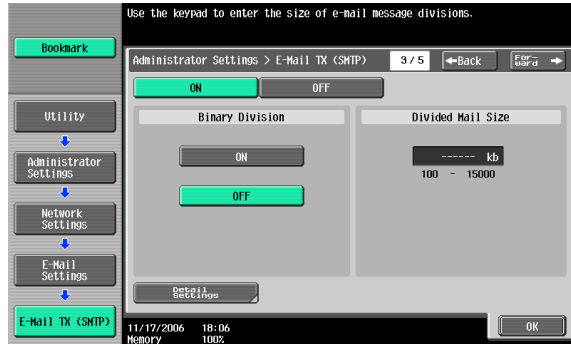 Use the keypad to enter the size of e-mail message divisions.
Bookmark
Administrator Settings > E-Mail TX (SMTP)
3/5
←Back
For-
ward →
ON
OFF
Utility
Administrator
Settings
Network
Settings
E-Mail
Settings
E-Mail TX (SMTP)
Binary Division
ON
OFF
Divided Mail Size
------ kb
100 - 15000
Detail
Settings
11/17/2006 18:06
Memory 100%
OK